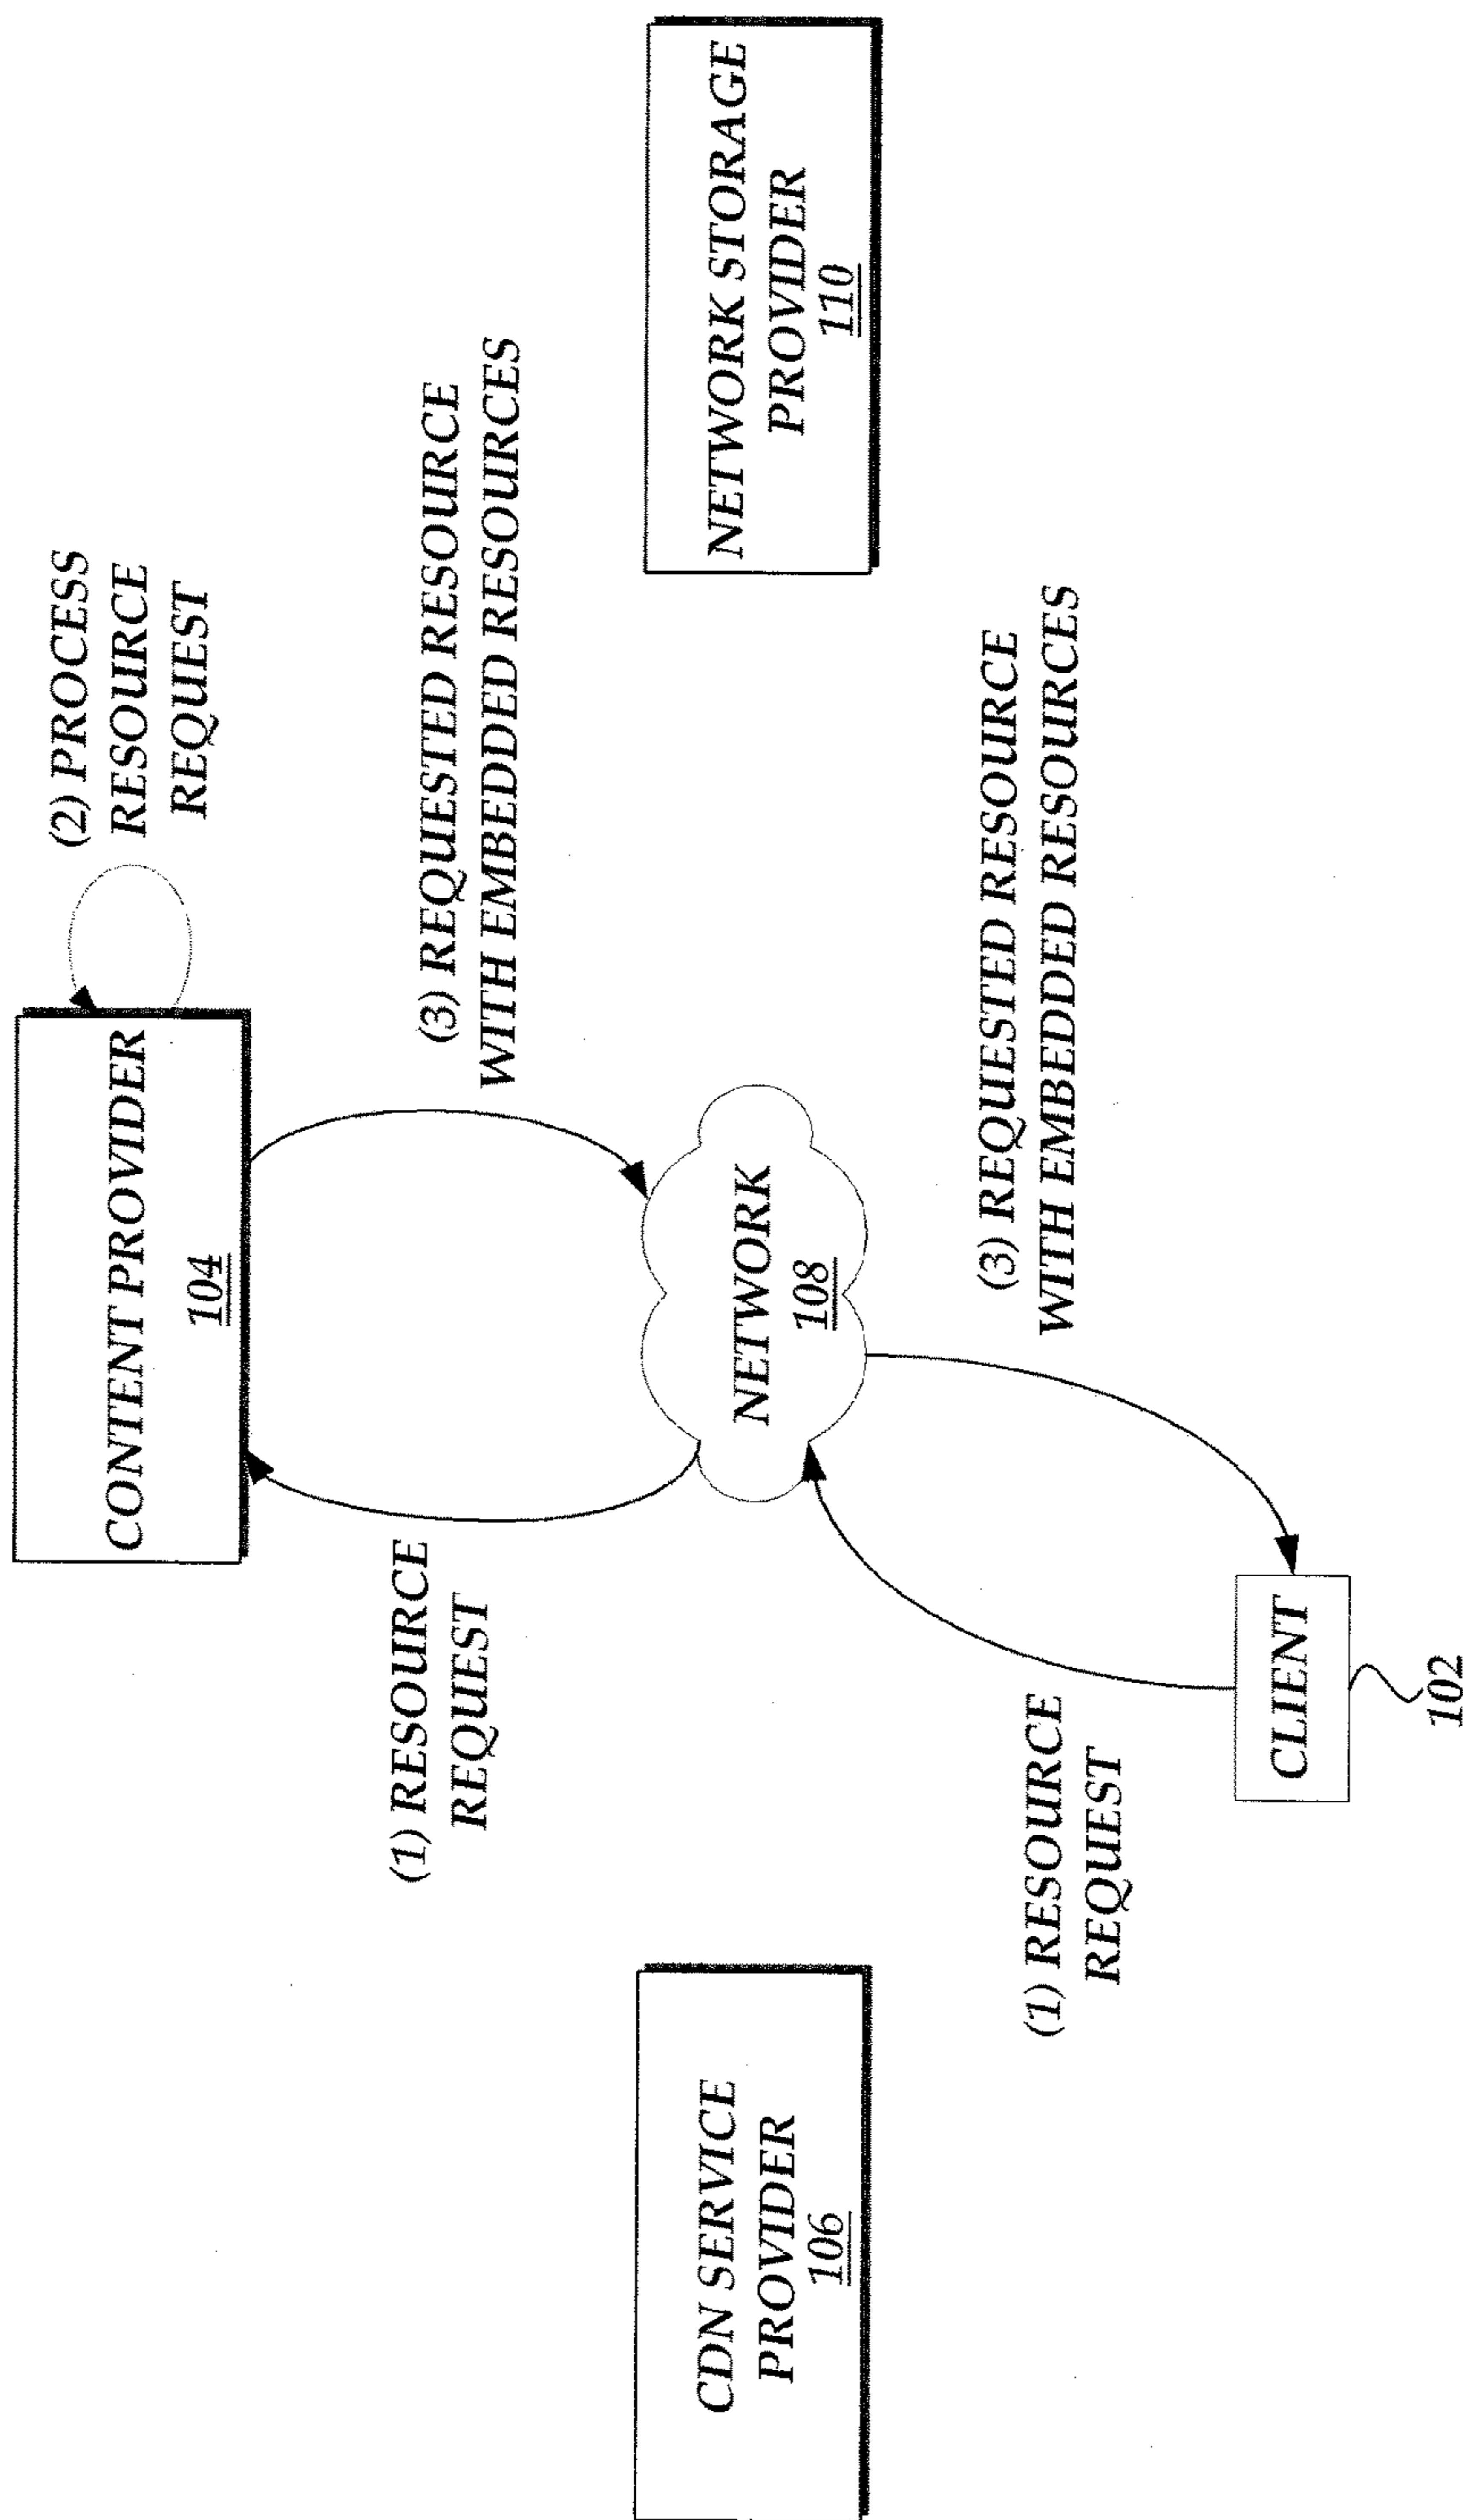 CONTENT PROVIDER
104
(2) PROCESS
RESOURCE
REQUEST
(1) RESOURCE
REQUEST
(3) REQUESTED RESOURCE
WITH EMBEDDED RESOURCES
CDN SERVICE
PROVIDER
106
NETWORK
108
NETWORK STORAGE
PROVIDER
110
(1) RESOURCE
REQUEST
(3) REQUESTED RESOURCE
WITH EMBEDDED RESOURCES
CLIENT
102